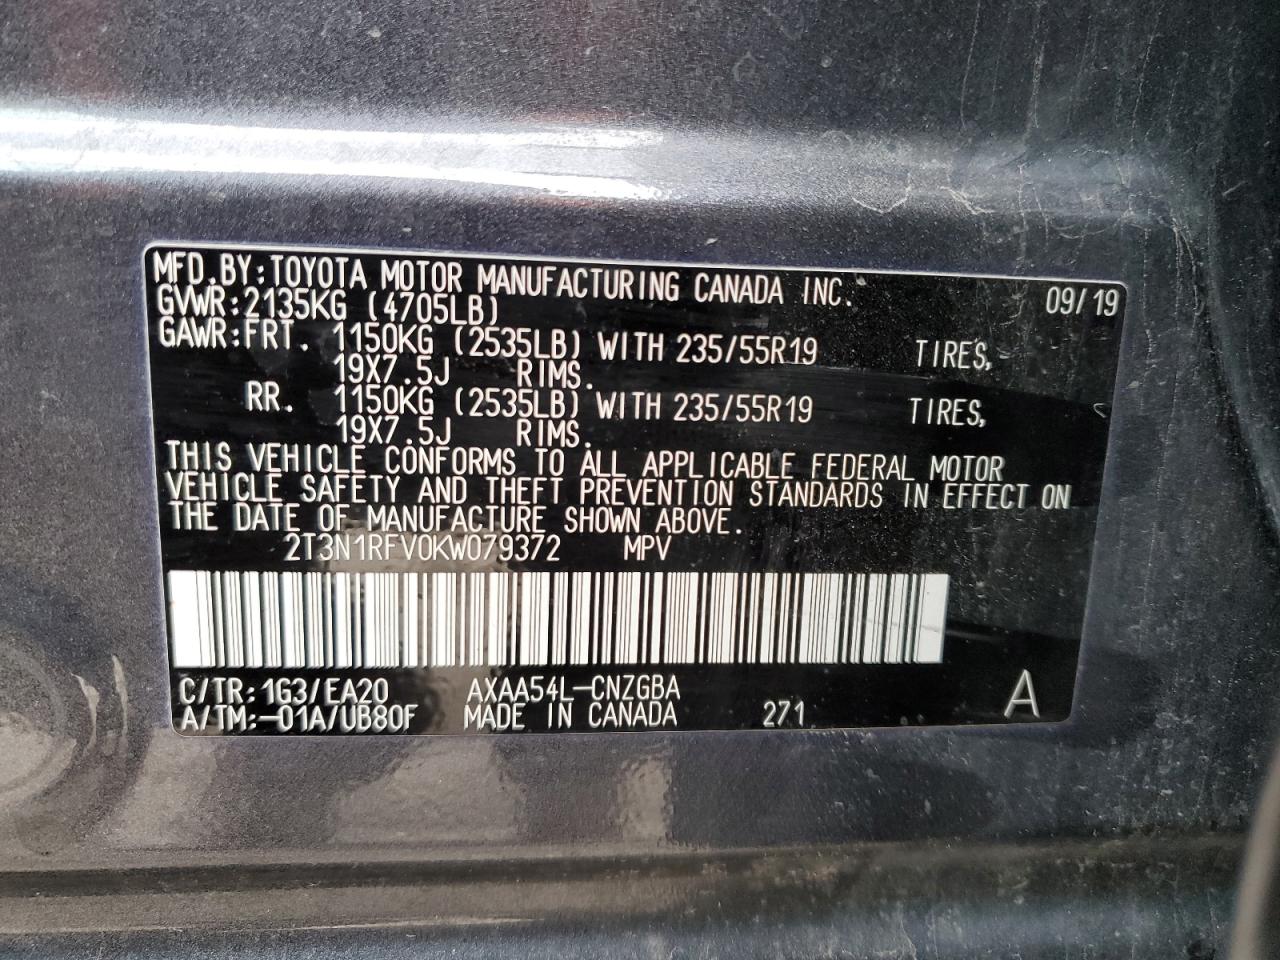 MFD.BY:TOYOTA MOTOR MANUFACTURING CANADA INC. 09/19
GVWR:2135KG (4705LB)
GAWR:FRT. 1150KG (2535LB) WITH 235/55R19 TIRES,
19X7.5J RIMS.
RR. 1150KG (2535LB) WITH 235/55R19 TIRES,
19X7.5J RIMS.
THIS VEHICLE CONFORMS TO ALL APPLICABLE FEDERAL MOTOR
VEHICLE SAFETY AND THEFT PREVENTION STANDARDS IN EFFECT ON
THE DATE OF MANUFACTURE SHOWN ABOVE.
2T3N1RFV0KW079372 MPV
C/TR:1G3/EA20 AXAA54L-CNZGBA A
A/TM:-01A/UB80F MADE IN CANADA 271